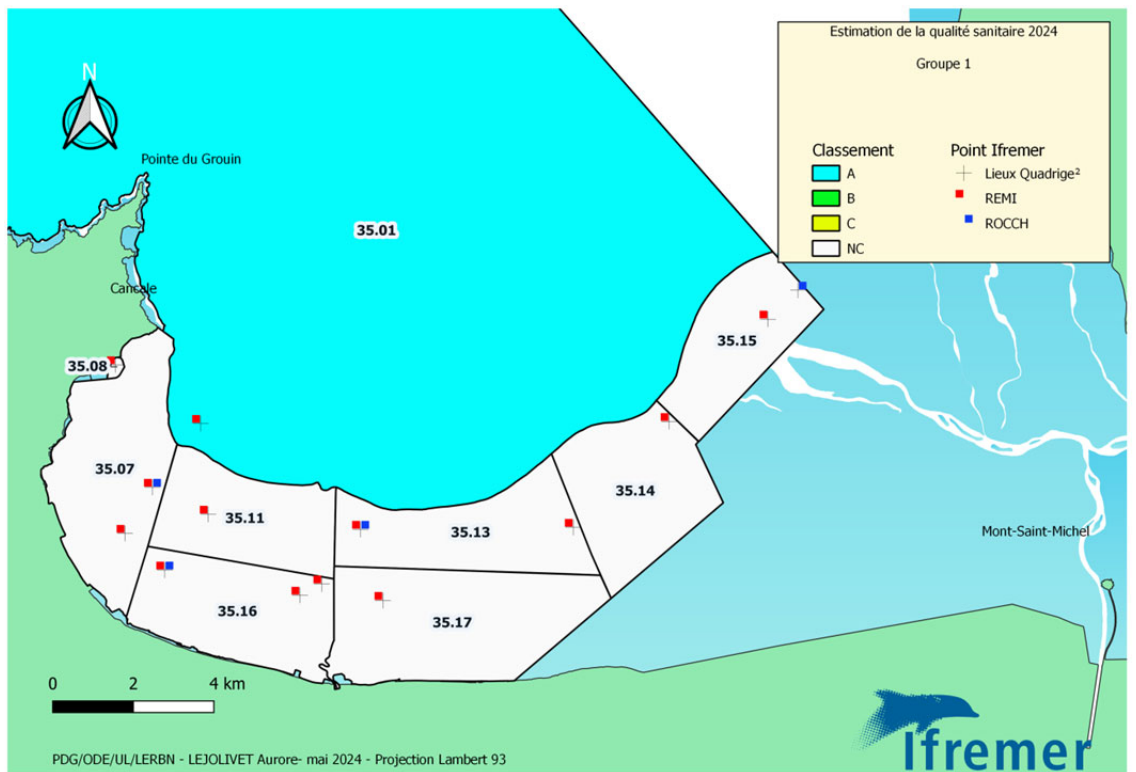 Estimation de la qualité sanitaire 2024
Groupe 1
Classement
A
B
C
NC
Point Ifremer
Lieux Quadrige²
REMI
ROCCH
N
Pointe du Grouin
35.01
Cancale
35.15
35.08
35.07
35.14
35.11
35.13
Mont-Saint-Michel
35.16
35.17
0 2 4 km
PDG/ODE/UL/LERBN - LEJOLIVET Aurore- mai 2024 - Projection Lambert 93
Ifremer